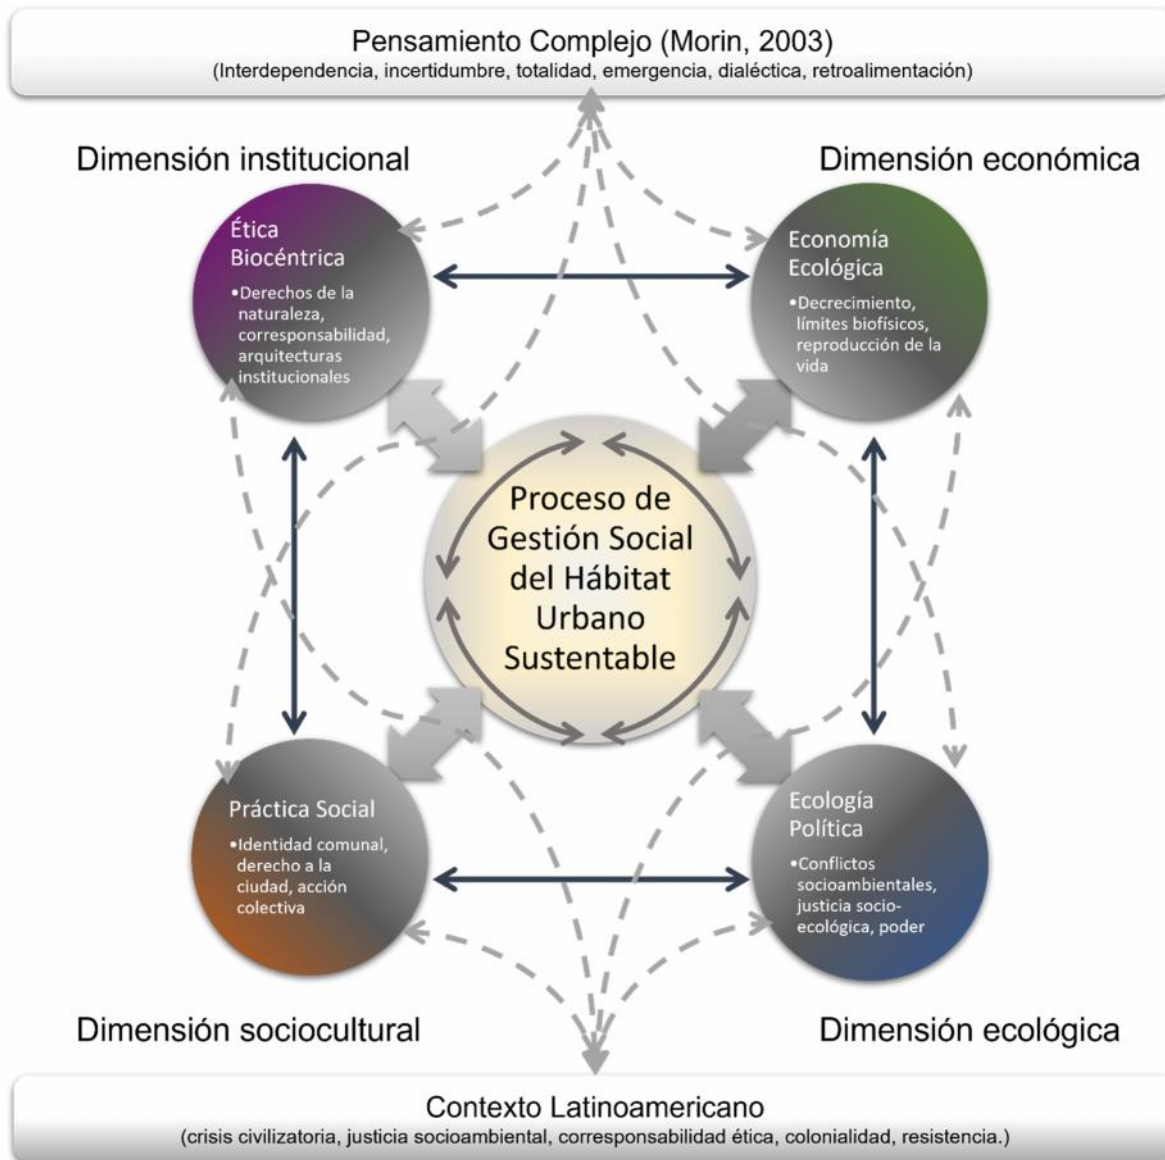 Pensamiento Complejo (Morin, 2003)
(Interdependencia, incertidumbre, totalidad, emergencia, dialéctica, retroalimentación)
Dimensión institucional
Dimensión económica
Ética
Biocéntrica
•Derechos de la
naturaleza,
corresponsabilidad,
arquitecturas
institucionales
Economía
Ecológica
•Decrecimiento,
límites biofísicos,
reproducción de la
vida
Proceso de
Gestión Social
del Hábitat
Urbano
Sustentable
Práctica Social
•Identidad comunal,
derecho a la
ciudad, acción
colectiva
Ecología
Política
•Conflictos
socioambientales,
justicia socio-
ecológica, poder
Dimensión sociocultural
Dimensión ecológica
Contexto Latinoamericano
(crisis civilizatoria, justicia socioambiental, corresponsabilidad ética, colonialidad, resistencia.)